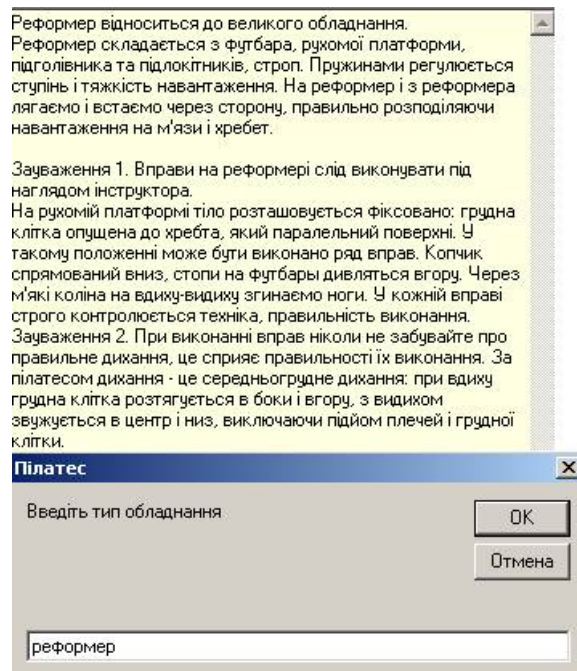 Реформер відноситься до великого обладнання.
Реформер складається з футбара, рухомої платформи,
підголівника та підлокітників, строп. Пружинами регулюється
ступінь і тяжкість навантаження. На реформер і з реформера
лягаємо і встаємо через сторону, правильно розподіляючи
навантаження на м'язи і хребет.
Зауваження 1. Вправи на реформері слід виконувати під
наглядом інструктора.
На рухомій платформі тіло розташовується фіксовано: грудна
клітка опущена до хребта, який паралельний поверхні. У
такому положенні може бути виконано ряд вправ. Копчик
спрямований вниз, стопи на футбары дивляться вгору. Через
м'які коліна на вдиху-видиху згинаємо ноги. У кожній вправі
строго контролюється техніка, правильність виконання.
Зауваження 2. При виконанні вправ ніколи не забувайте про
правильне дихання, це сприяє правильності їх виконання. За
пілатесом дихання - це середньогрудне дихання: при вдиху
грудна клітка розтягується в боки і вгору, з видихом
звужується в центр і низ, виключаючи підйом плечей і грудної
клітки.
Пілатес
Введіть тип обладнання
OK
Отмена
реформер